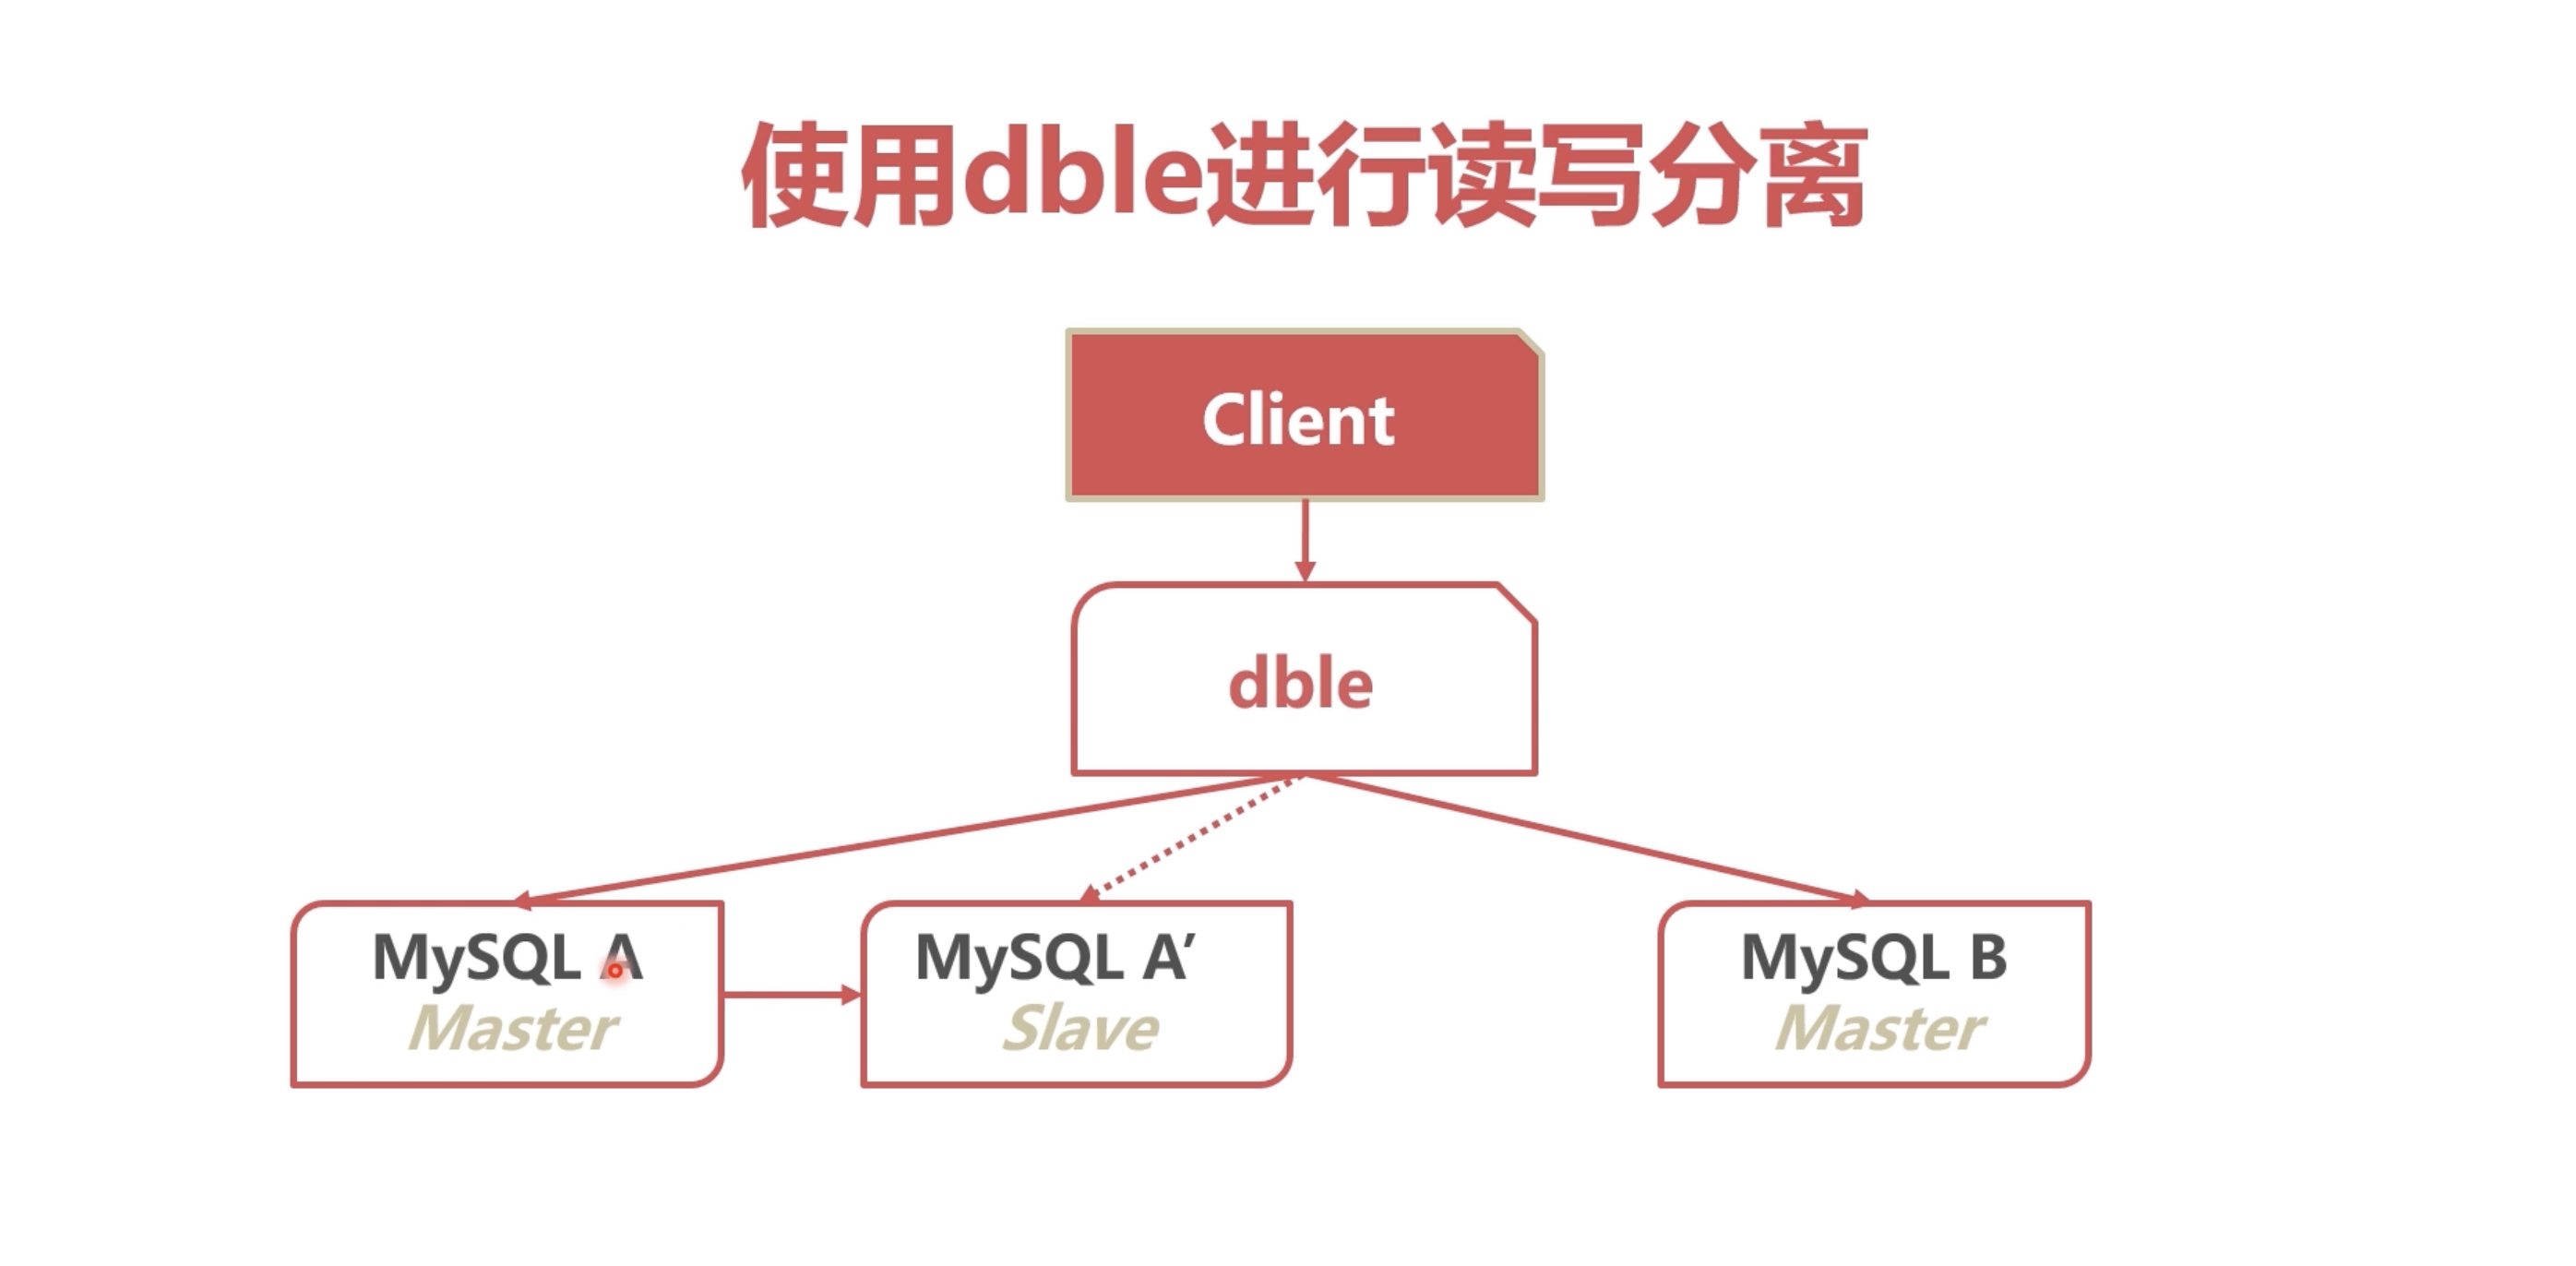 使用dble进行读写分离
Client
dble
MySQL A
Master
MySQL A′
Slave
MySQL B
Master